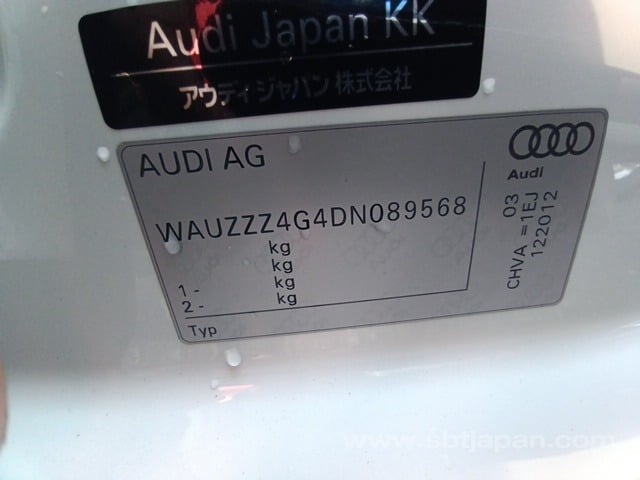 Audi Japan KK
アウディジャパン 株式会社
AUDI AG
Audi
WAUZZZ4G4DN089568
kg
kg
1 - kg
2 - kg
Typ
03
CHVA =1EJ
122012
www.sbtjapan.com